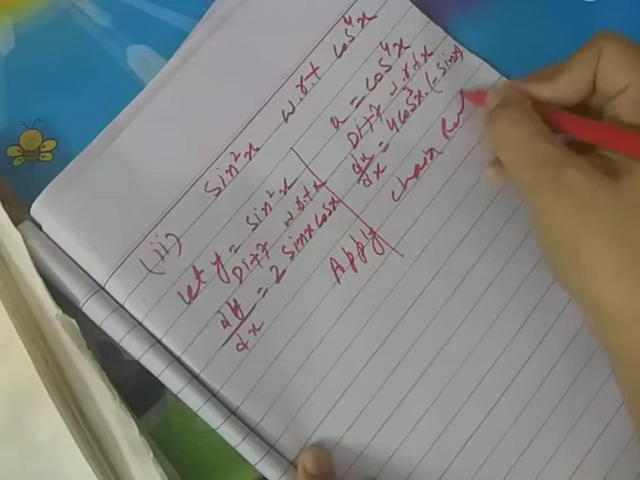 (ii) sin²x w.r.t cos⁴x
let y = sin²x
Diff w.r.t x
dy/dx = 2 sinx cosx
u = cos⁴x
Diff w.r.t x
du/dx = 4cos³x.(-sinx)
Apply chain